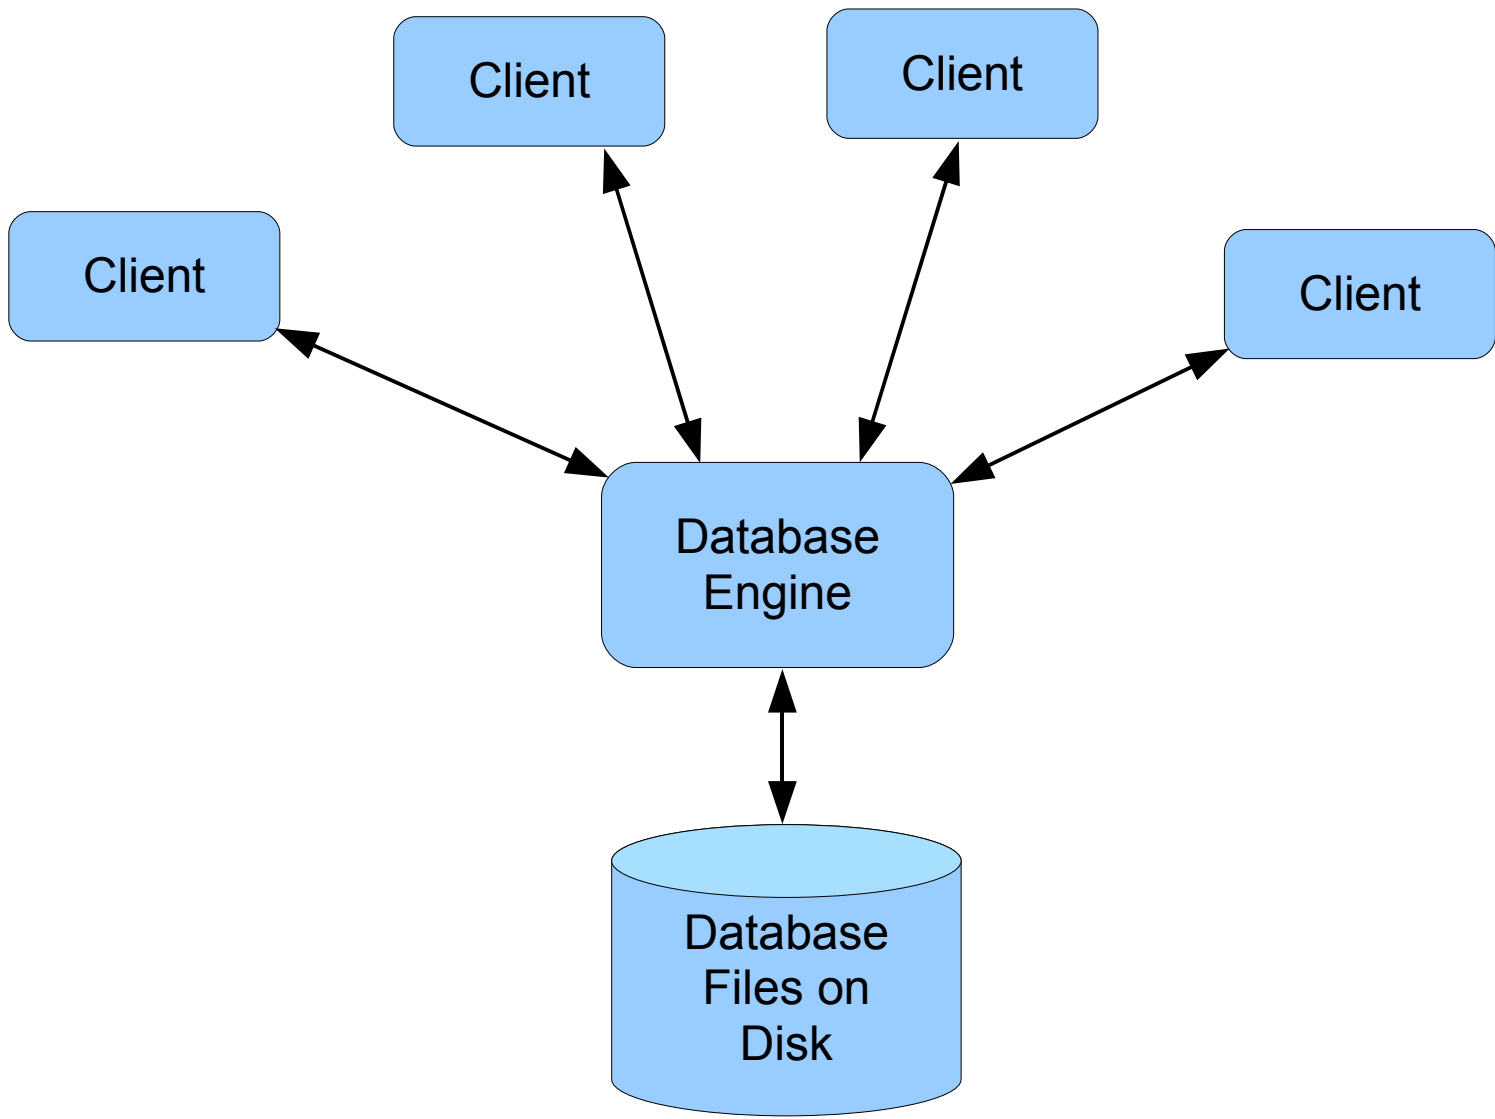 Client
Client
Client
Client
Database
Engine
Database
Files on
Disk